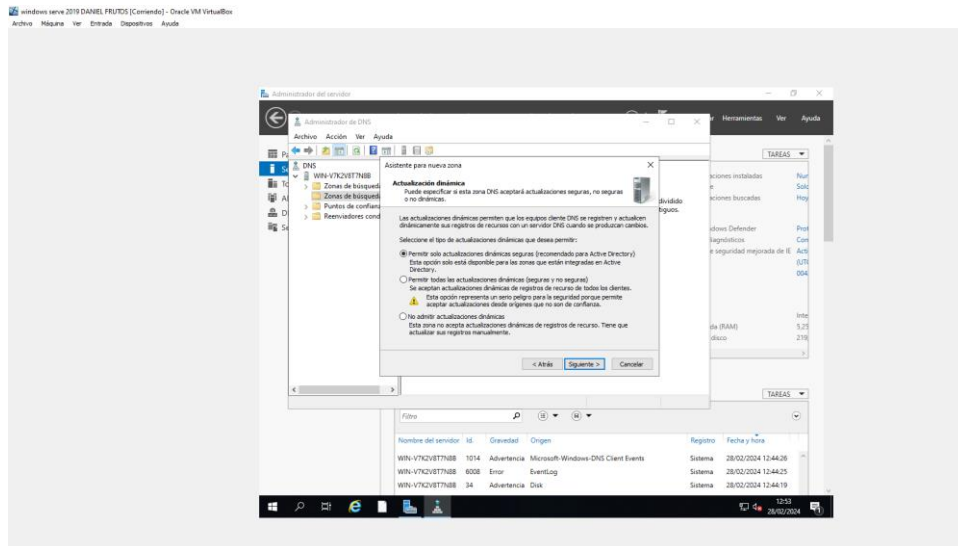 windows serve 2019 DANIEL FRUTOS [Corriendo] - Oracle VM VirtualBox
Archivo Máquina Ver Entrada Dispositivos Ayuda
Administrador del servidor
Herramientas Ver Ayuda
Administrador de DNS
Archivo Acción Ver Ayuda
TAREAS
DNS
WIN-V7K2V8T7N8B
Zonas de búsqued
Zonas de búsqued
Puntos de confian
Reenviadores cond
Asistente para nueva zona
Actualización dinámica
Puede especificar si esta zona DNS aceptará actualizaciones seguras, no seguras
o no dinámicas.
Las actualizaciones dinámicas permiten que los equipos cliente DNS se registren y actualicen
dinámicamente sus registros de recursos con un servidor DNS cuando se produzcan cambios.
Seleccione el tipo de actualizaciones dinámicas que desea permitir:
Permitir solo actualizaciones dinámicas seguras (recomendado para Active Directory)
Esta opción solo está disponible para las zonas que están integradas en Active
Directory.
Permitir todas las actualizaciones dinámicas (seguras y no seguras)
Se aceptan actualizaciones dinámicas de registros de recurso de todos los clientes.
Esta opción representa un serio peligro para la seguridad porque permite
aceptar actualizaciones desde orígenes que no son de confianza.
No admitir actualizaciones dinámicas
Esta zona no acepta actualizaciones dinámicas de registros de recurso. Tiene que
actualizar sus registros manualmente.
< Atrás Siguiente > Cancelar
dividido
tiguos.
aciones instaladas
aciones buscadas Hoy
dows Defender
iagnósticos
e seguridad mejorada de IE
004
da (RAM) 5,25
disco 219
TAREAS
Filtro
Nombre del servidor Id. Gravedad Origen Registro Fecha y hora
WIN-V7K2V8T7N8B 1014 Advertencia Microsoft-Windows-DNS Client Events Sistema 28/02/2024 12:44:26
WIN-V7K2V8T7N8B 6008 Error EventLog Sistema 28/02/2024 12:44:25
WIN-V7K2V8T7N8B 34 Advertencia Disk Sistema 28/02/2024 12:44:19
12:53
28/02/2024